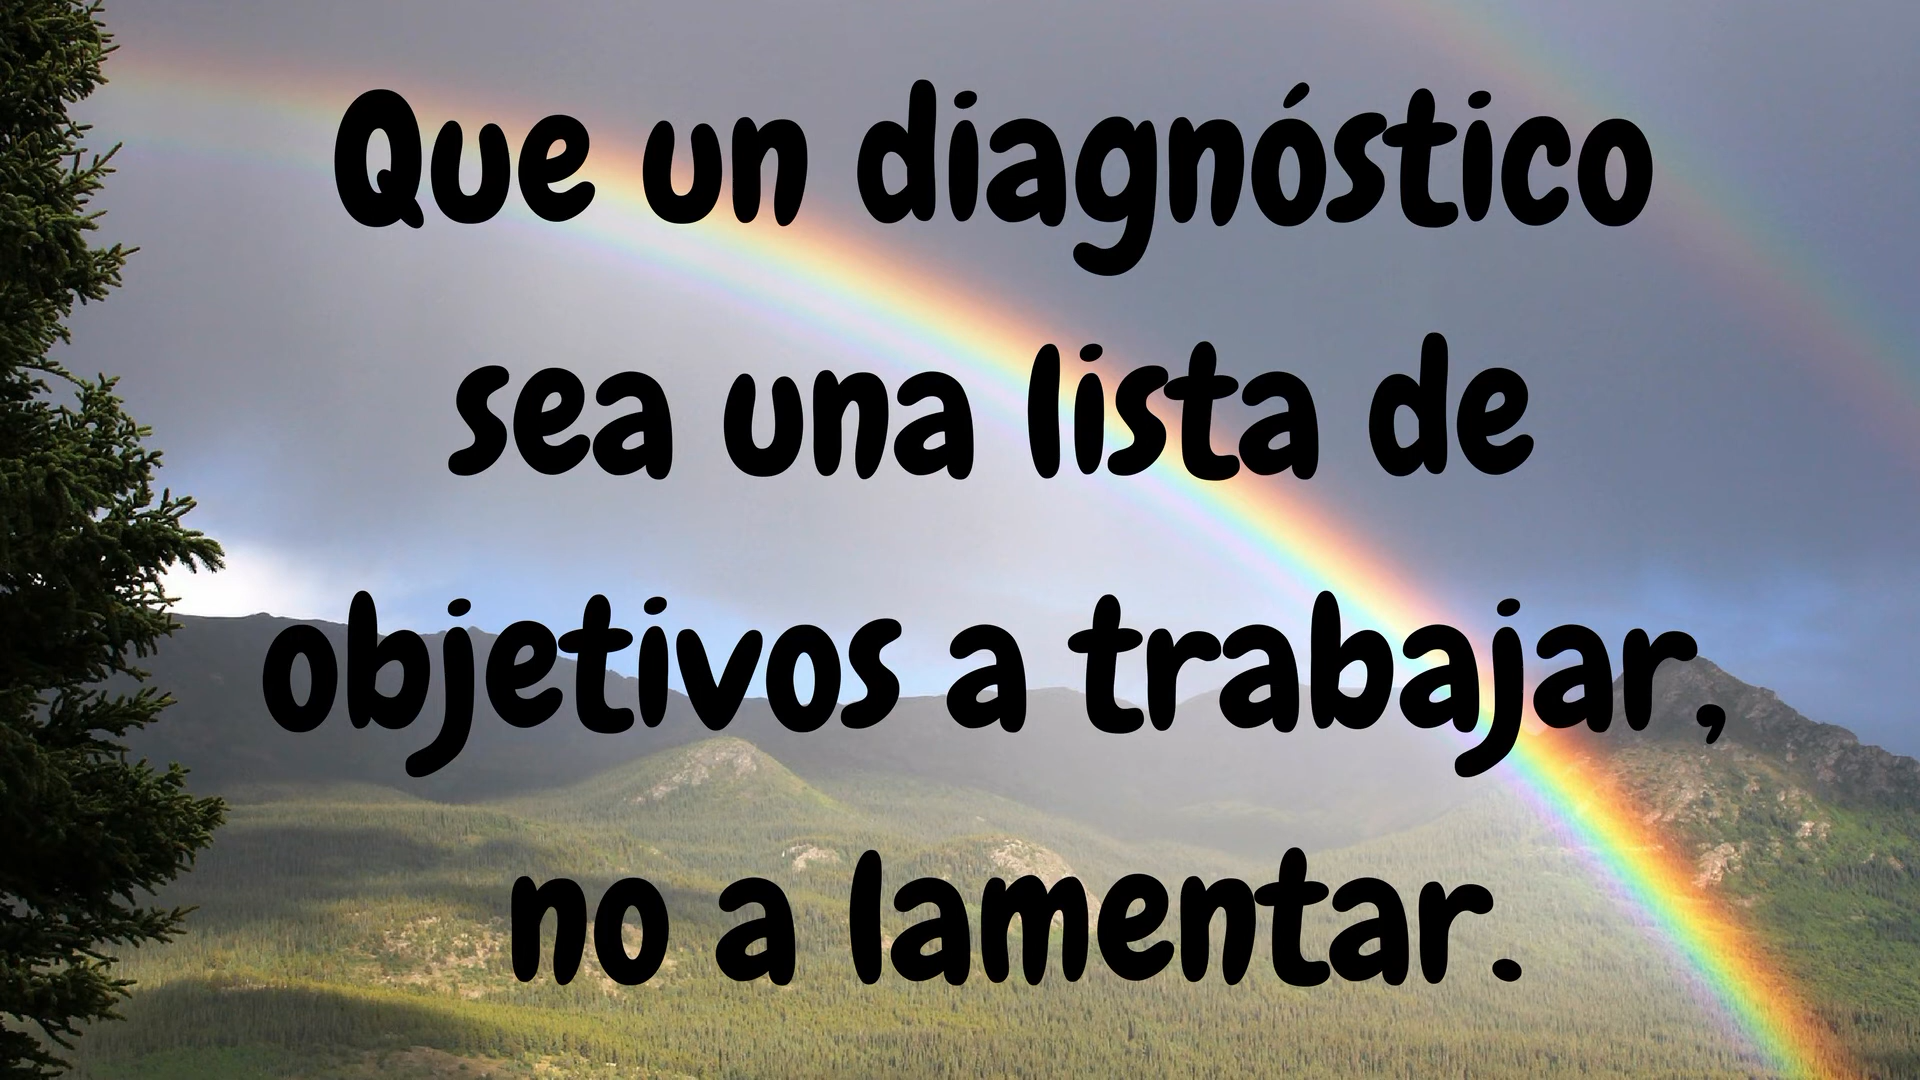 Que un diagnóstico
sea una lista de
objetivos a trabajar,
no a lamentar.